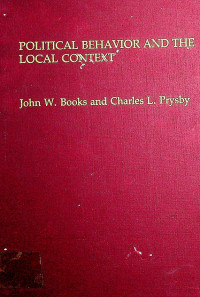 POLITICAL BEHAVIOR AND THE
LOCAL CONTEXT
John W. Books and Charles L. Prysby